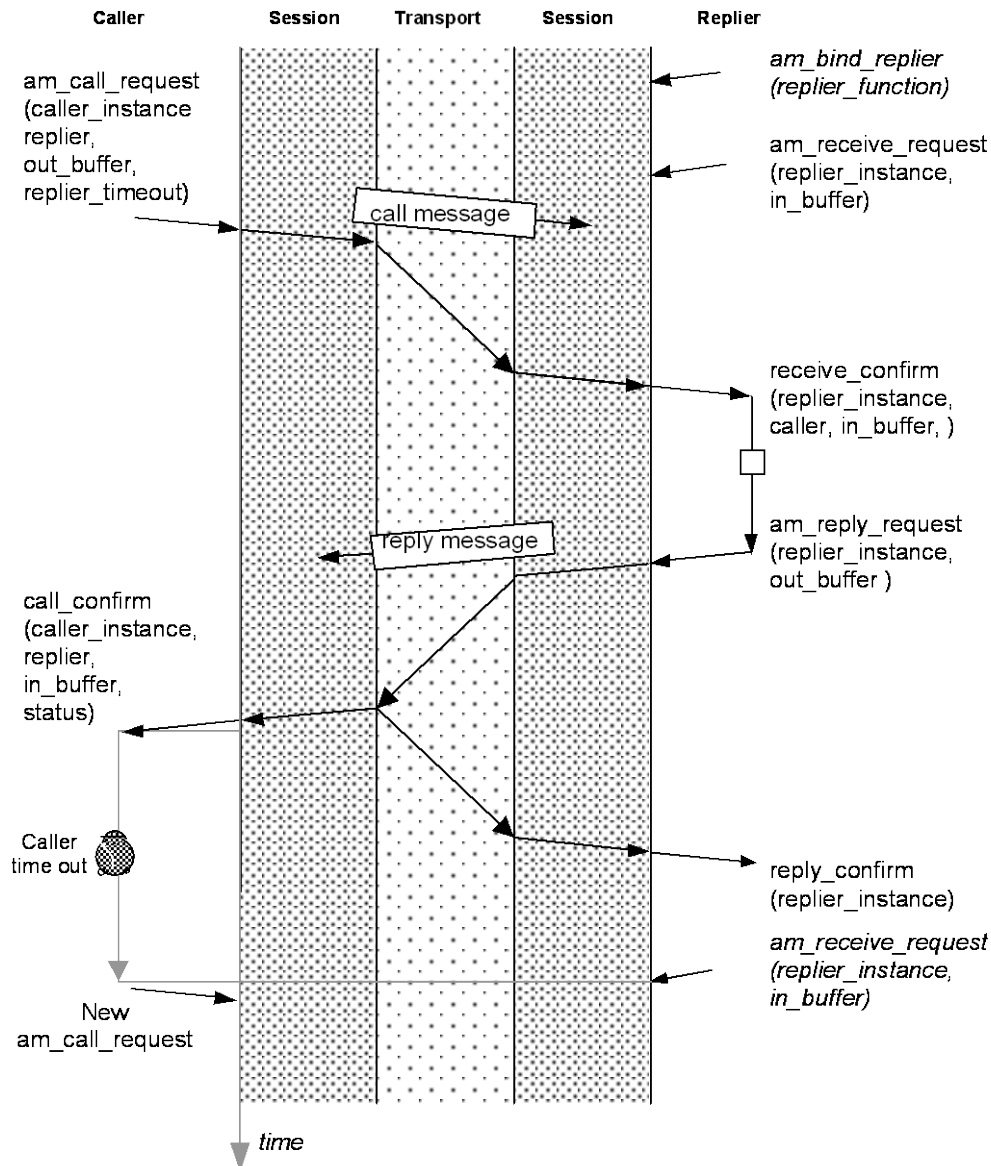 Caller Session Transport Session Replier
am_bind_replier
(replier_function)
am_call_request
(caller_instance
replier,
out_buffer,
replier_timeout)
am_receive_request
(replier_instance,
in_buffer)
call message
receive_confirm
(replier_instance,
caller, in_buffer, )
reply message
am_reply_request
(replier_instance,
out_buffer )
call_confirm
(caller_instance,
replier,
in_buffer,
status)
Caller
time out
reply_confirm
(replier_instance)
am_receive_request
(replier_instance,
in_buffer)
New
am_call_request
time